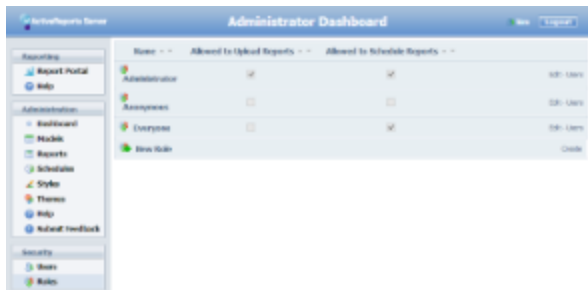 ActiveReports Server
Administrator Dashboard
Logout
Reporting
Report Portal
Help
Administration
Dashboard
Models
Reports
Schedules
Styles
Themes
Help
Submit Feedback
Security
Users
Roles
Name Allowed to Upload Reports Allowed to Schedule Reports
Administrator Edit Users
Anonymous Edit Users
Everyone Edit Users
New Role Create